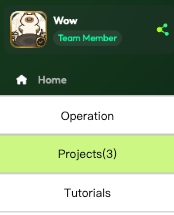 Wow
Team Member
Home
Operation
Projects(3)
Tutorials